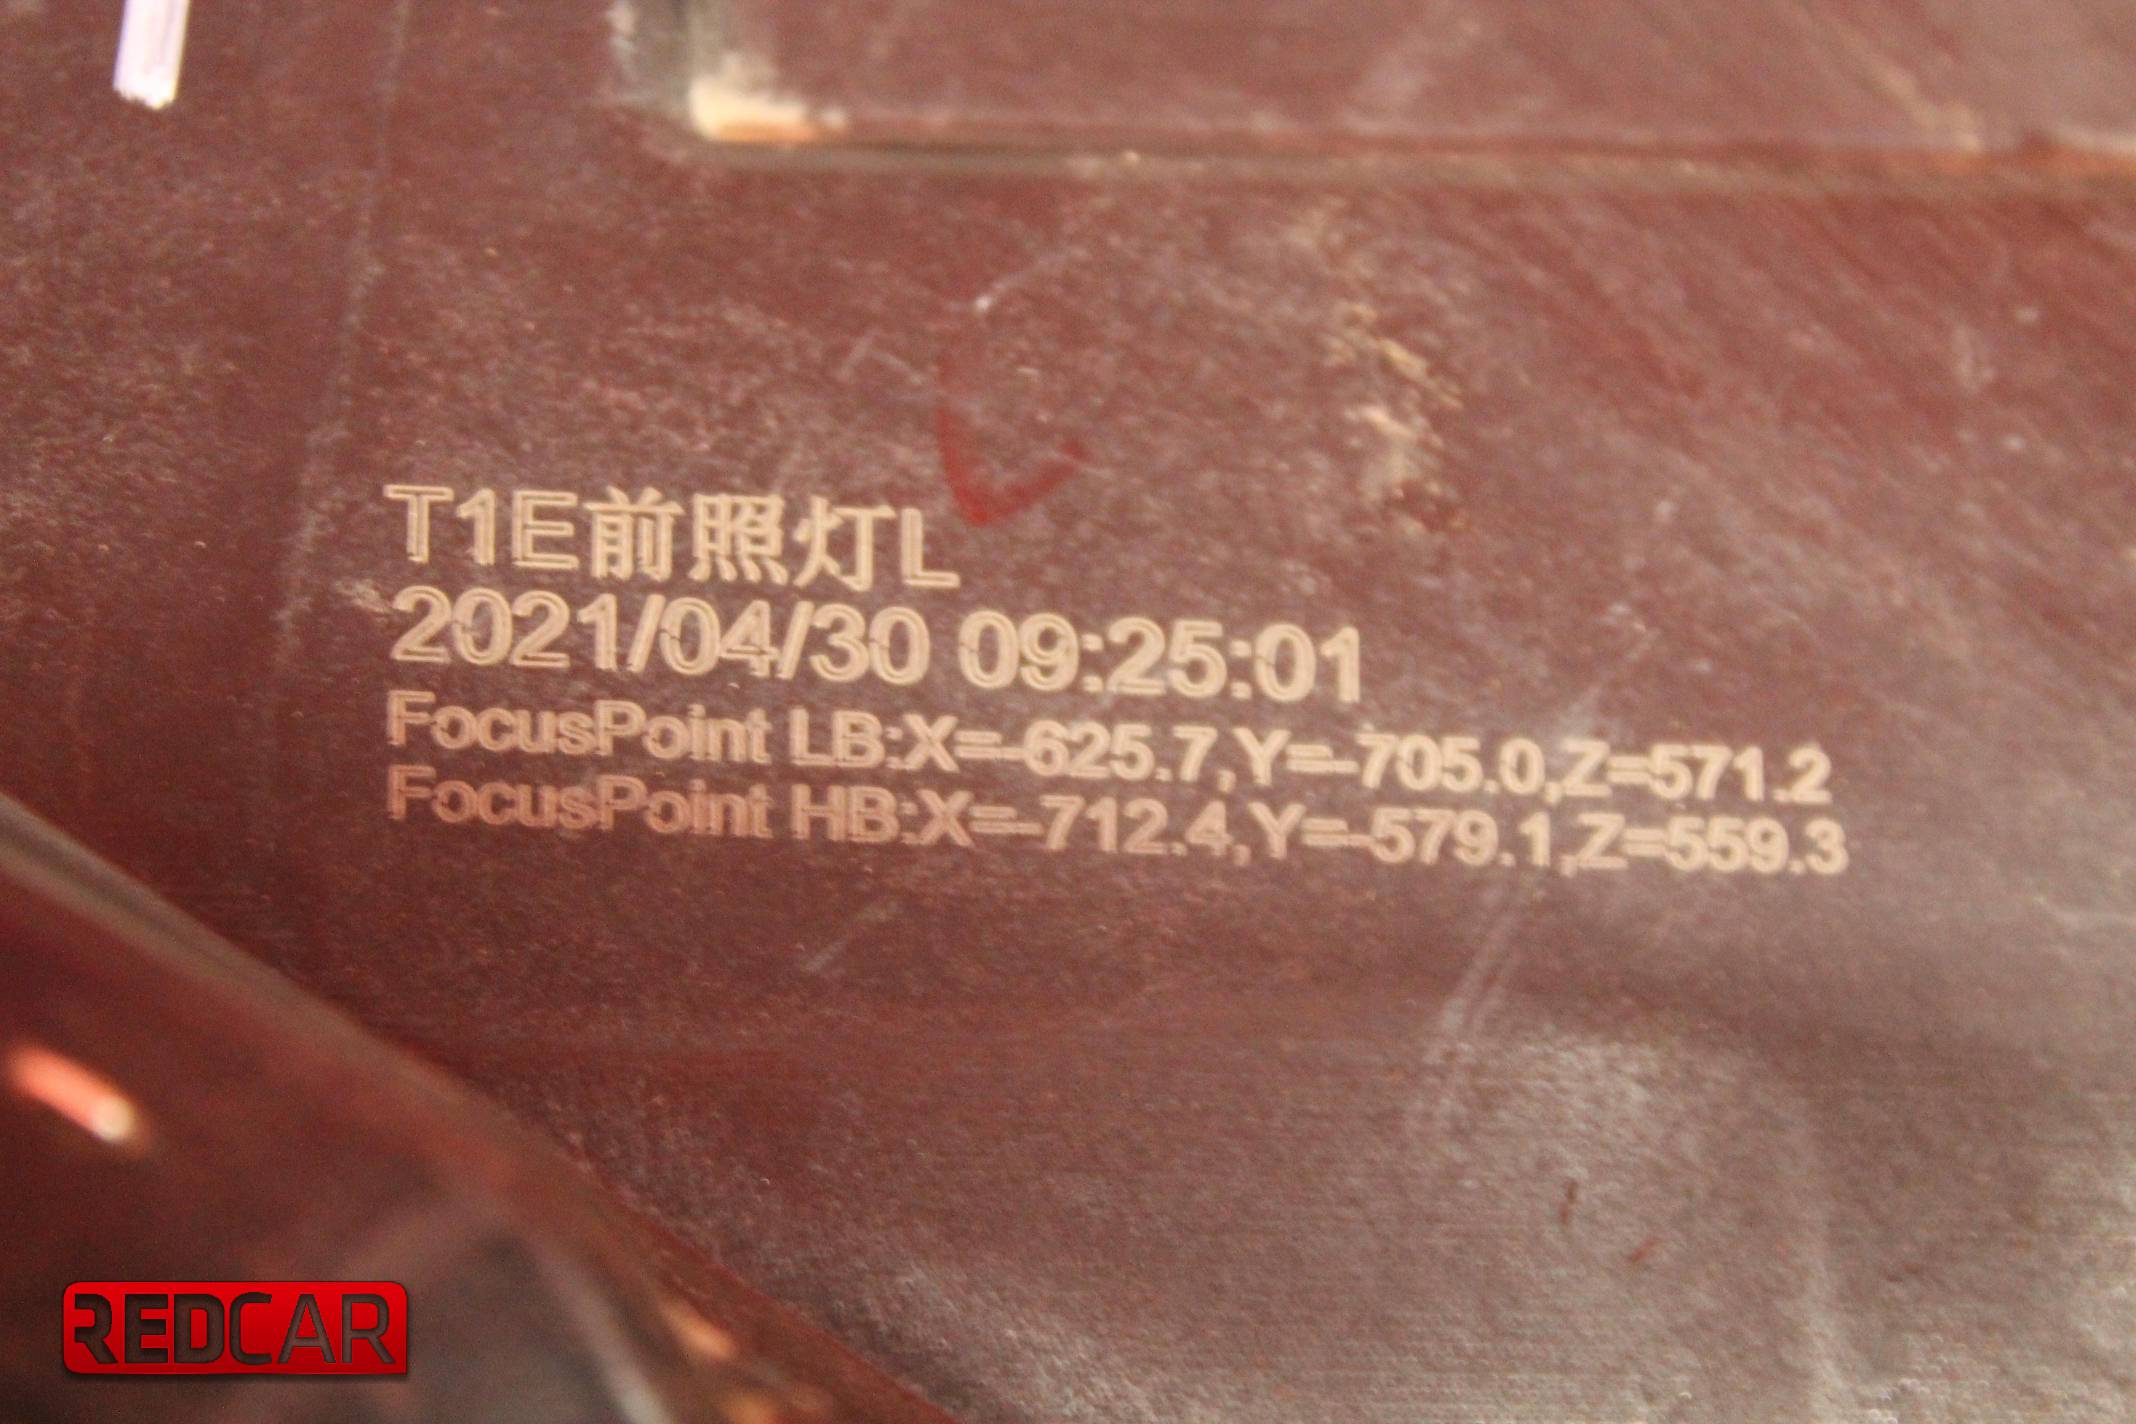 T1E前照灯L
2021/04/30 09:25:01
FocusPoint LB:X=-625.7,Y=-705.0,Z=571.2
FocusPoint HB:X=-712.4,Y=-579.1,Z=559.3
REDCAR